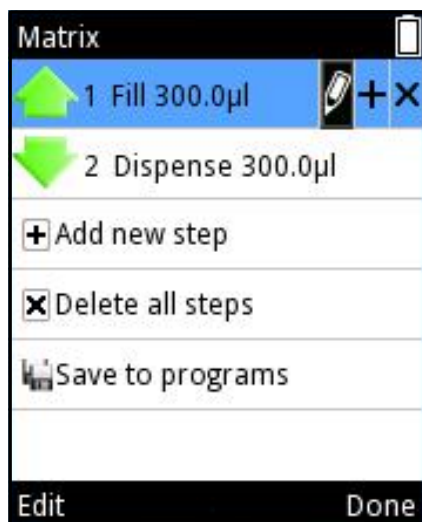 Matrix
1 Fill 300.0µl
2 Dispense 300.0µl
Add new step
Delete all steps
Save to programs
Edit Done